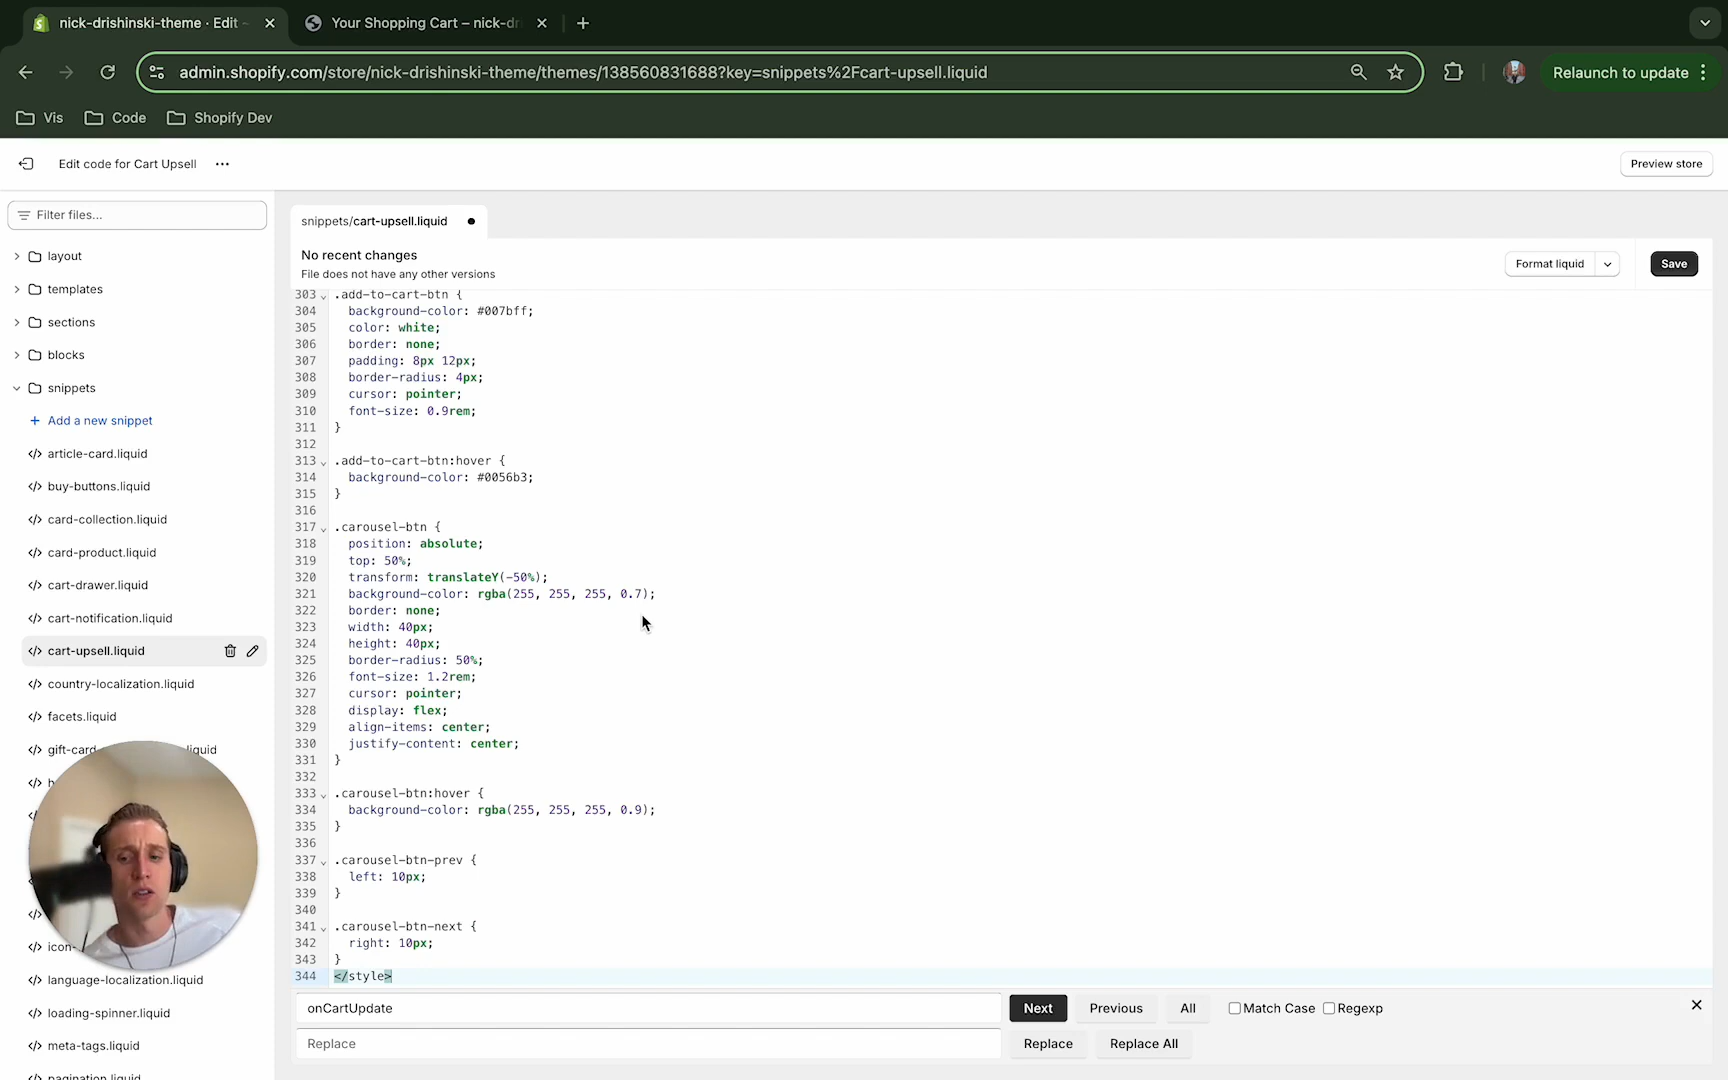 nick-drishinski-theme · Edit
Your Shopping Cart – nick-dri
admin.shopify.com/store/nick-drishinski-theme/themes/138560831688?key=snippets%2Fcart-upsell.liquid
Relaunch to update
Vis
Code
Shopify Dev
Edit code for Cart Upsell
Preview store
Filter files...
layout
templates
sections
blocks
snippets
+ Add a new snippet
</> article-card.liquid
</> buy-buttons.liquid
</> card-collection.liquid
</> card-product.liquid
</> cart-drawer.liquid
</> cart-notification.liquid
</> cart-upsell.liquid
</> country-localization.liquid
</> facets.liquid
</> gift-card liquid
</> h
</>
</> icon-
</> language-localization.liquid
</> loading-spinner.liquid
</> meta-tags.liquid
pagination.liquid
snippets/cart-upsell.liquid
No recent changes
File does not have any other versions
Format liquid
Save
303 .add-to-cart-btn {
304 background-color: #007bff;
305 color: white;
306 border: none;
307 padding: 8px 12px;
308 border-radius: 4px;
309 cursor: pointer;
310 font-size: 0.9rem;
311 }
312
313 .add-to-cart-btn:hover {
314 background-color: #0056b3;
315 }
316
317 .carousel-btn {
318 position: absolute;
319 top: 50%;
320 transform: translateY(-50%);
321 background-color: rgba(255, 255, 255, 0.7);
322 border: none;
323 width: 40px;
324 height: 40px;
325 border-radius: 50%;
326 font-size: 1.2rem;
327 cursor: pointer;
328 display: flex;
329 align-items: center;
330 justify-content: center;
331 }
332
333 .carousel-btn:hover {
334 background-color: rgba(255, 255, 255, 0.9);
335 }
336
337 .carousel-btn-prev {
338 left: 10px;
339 }
340
341 .carousel-btn-next {
342 right: 10px;
343 }
344 </style>
onCartUpdate
Next
Previous
All
Match Case
Regexp
Replace
Replace
Replace All